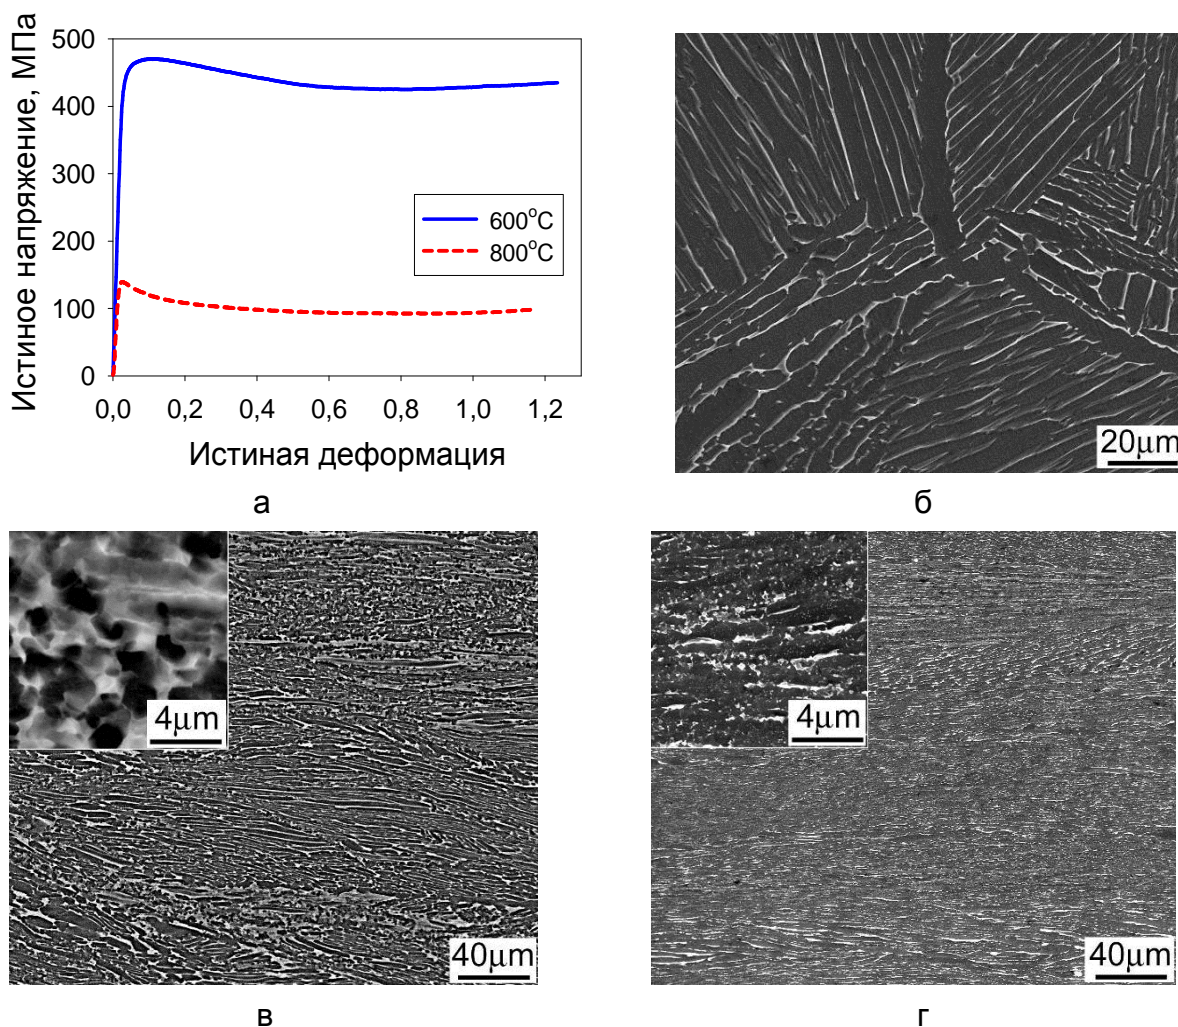 Истиное напряжение, МПа
500
400
300
200
100
0
600°C
800°C
0,0 0,2 0,4 0,6 0,8 1,0 1,2
Истиная деформация
а
20µm
б
4µm
40µm
в
4µm
40µm
г